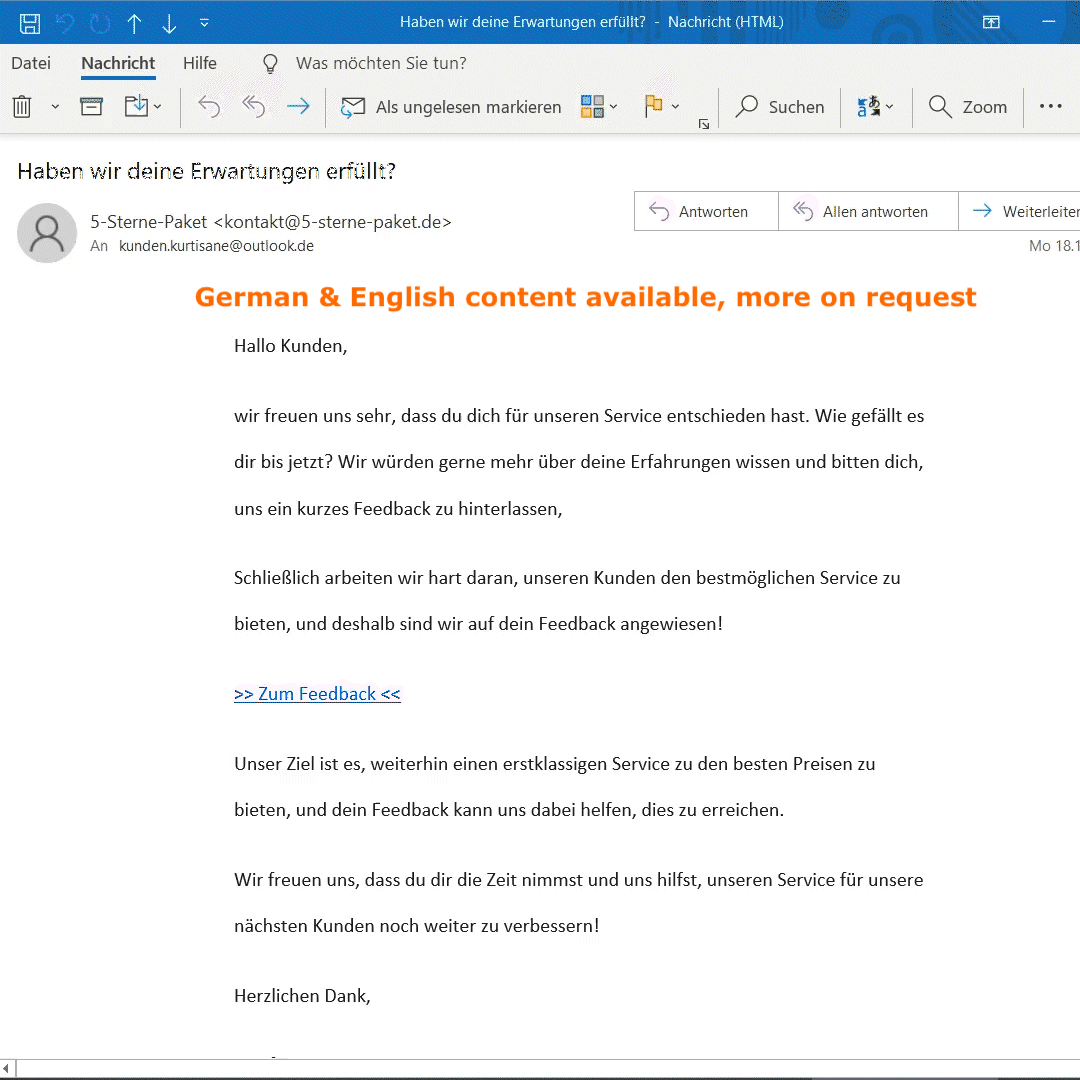 Haben wir deine Erwartungen erfüllt? - Nachricht (HTML)
Datei Nachricht Hilfe Was möchten Sie tun?
Als ungelesen markieren Suchen Zoom
Haben wir deine Erwartungen erfüllt?
5-Sterne-Paket <kontakt@5-sterne-paket.de>
An kunden.kurtisane@outlook.de
Antworten Allen antworten Weiterleiten
Mo 18.1
German & English content available, more on request
Hallo Kunden,
wir freuen uns sehr, dass du dich für unseren Service entschieden hast. Wie gefällt es
dir bis jetzt? Wir würden gerne mehr über deine Erfahrungen wissen und bitten dich,
uns ein kurzes Feedback zu hinterlassen,
Schließlich arbeiten wir hart daran, unseren Kunden den bestmöglichen Service zu
bieten, und deshalb sind wir auf dein Feedback angewiesen!
>> Zum Feedback <<
Unser Ziel ist es, weiterhin einen erstklassigen Service zu den besten Preisen zu
bieten, und dein Feedback kann uns dabei helfen, dies zu erreichen.
Wir freuen uns, dass du dir die Zeit nimmst und uns hilfst, unseren Service für unsere
nächsten Kunden noch weiter zu verbessern!
Herzlichen Dank,